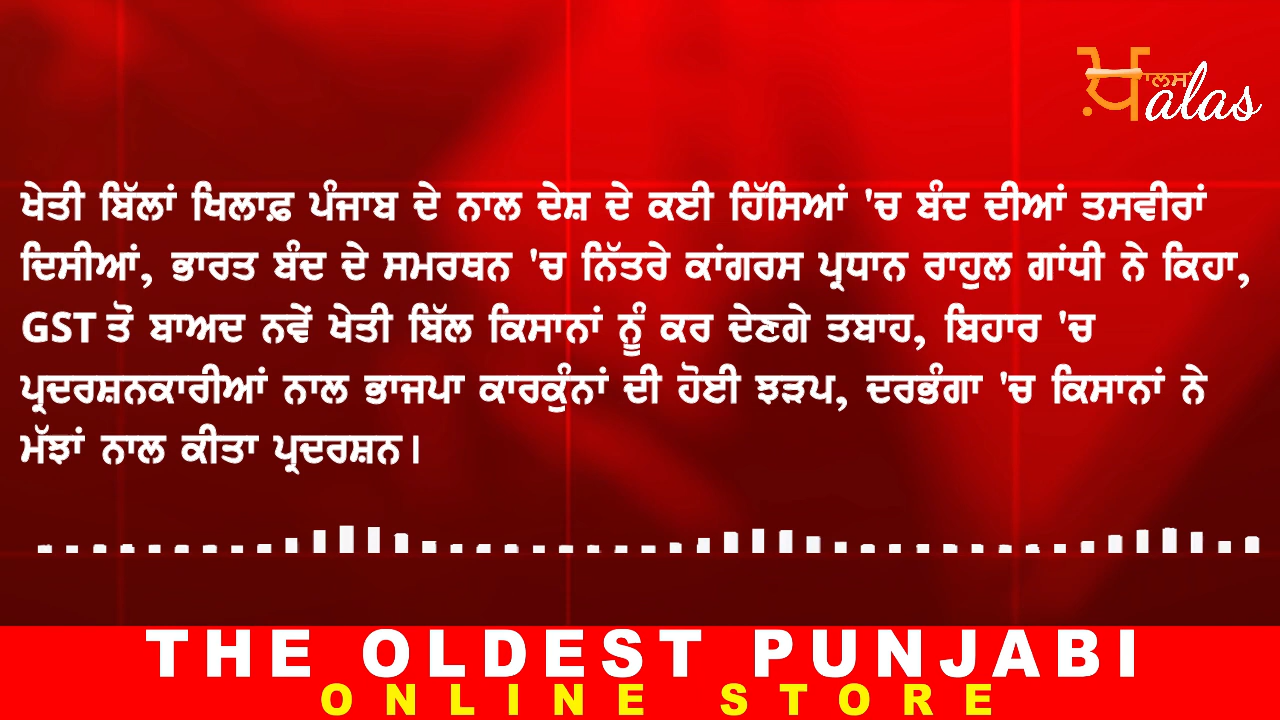 ਖ਼ਾਲਸ alas
ਖੇਤੀ ਬਿੱਲਾਂ ਖਿਲਾਫ਼ ਪੰਜਾਬ ਦੇ ਨਾਲ ਦੇਸ਼ ਦੇ ਕਈ ਹਿੱਸਿਆਂ 'ਚ ਬੰਦ ਦੀਆਂ ਤਸਵੀਰਾਂ
ਦਿਸੀਆਂ, ਭਾਰਤ ਬੰਦ ਦੇ ਸਮਰਥਨ 'ਚ ਨਿੱਤਰੇ ਕਾਂਗਰਸ ਪ੍ਰਧਾਨ ਰਾਹੁਲ ਗਾਂਧੀ ਨੇ ਕਿਹਾ,
GST ਤੋਂ ਬਾਅਦ ਨਵੇਂ ਖੇਤੀ ਬਿੱਲ ਕਿਸਾਨਾਂ ਨੂੰ ਕਰ ਦੇਣਗੇ ਤਬਾਹ, ਬਿਹਾਰ 'ਚ
ਪ੍ਰਦਰਸ਼ਨਕਾਰੀਆਂ ਨਾਲ ਭਾਜਪਾ ਕਾਰਕੁੰਨਾਂ ਦੀ ਹੋਈ ਝੜਪ, ਦਰਭੰਗਾ 'ਚ ਕਿਸਾਨਾਂ ਨੇ
ਮੱਝਾਂ ਨਾਲ ਕੀਤਾ ਪ੍ਰਦਰਸ਼ਨ।
THE OLDEST PUNJABI
ONLINE STORE